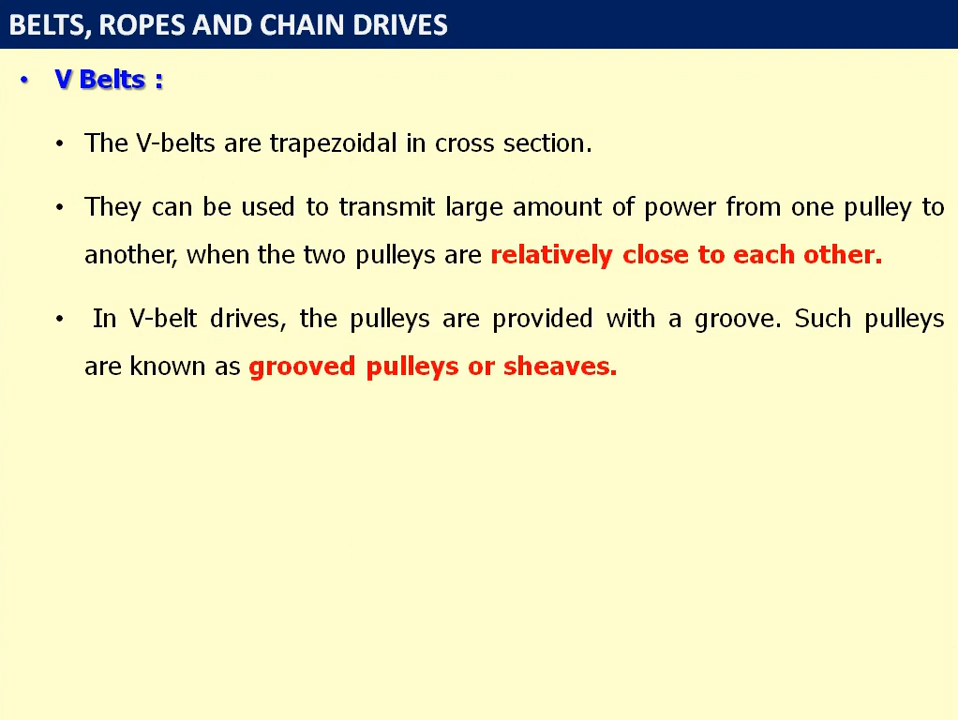 BELTS, ROPES AND CHAIN DRIVES
• V Belts :
• The V-belts are trapezoidal in cross section.
• They can be used to transmit large amount of power from one pulley to
another, when the two pulleys are relatively close to each other.
• In V-belt drives, the pulleys are provided with a groove. Such pulleys
are known as grooved pulleys or sheaves.